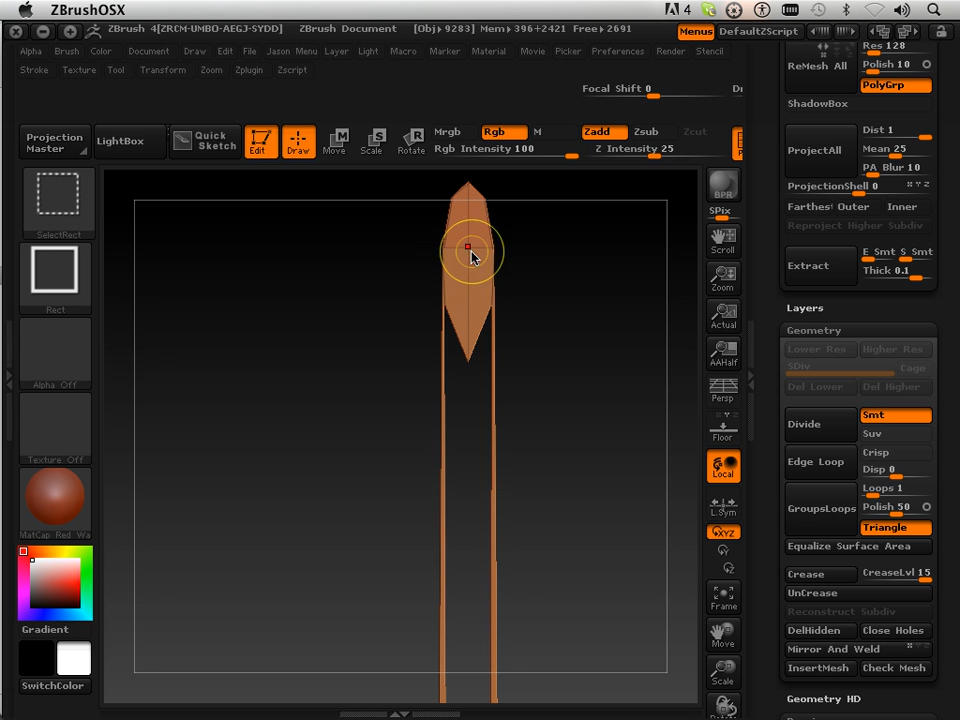 ZBrushOSX
4
ZBrush 4[ZRCM-UMBO-AEGJ-SYDD] ZBrush Document [Obj+ 9283] Mem+ 396+2421 Free+ 2691 Menus DefaultZScript
Alpha Brush Color Document Draw Edit File Jason Menu Layer Light Macro Marker Material Movie Picker Preferences Render Stencil
Stroke Texture Tool Transform Zoom Zplugin Zscript
Focal Shift 0
Projection Master
LightBox
Quick Sketch
Edit Draw Move Scale Rotate
Mrgb Rgb M Zadd Zsub Zcut
Rgb Intensity 100 Z Intensity 25
SelectRect
Rect
Alpha Off
Texture Off
MatCap Red Wa
Gradient
SwitchColor
BPR
SPix
Scroll
Zoom
Actual
AAHalf
Persp
Floor
Local
L.Sym
XYZ
Frame
Move
Scale
ReMesh All Res 128
Polish 10
PolyGrp
ShadowBox
ProjectAll Dist 1
Mean 25
PA Blur 10
ProjectionShell 0 X Y Z
Farthest Outer Inner
Reproject Higher Subdiv
Extract E Smt S Smt
Thick 0.1
Layers
Geometry
Lower Res Higher Res
SDiv Cage
Del Lower Del Higher
Divide Smt
Suv
Edge Loop Crisp
Disp 0
GroupsLoops Loops 1
Polish 50
Triangle
Equalize Surface Area
Crease CreaseLvl 15
UnCrease
Reconstruct Subdiv
DelHidden Close Holes
Mirror And Weld
InsertMesh Check Mesh
Geometry HD